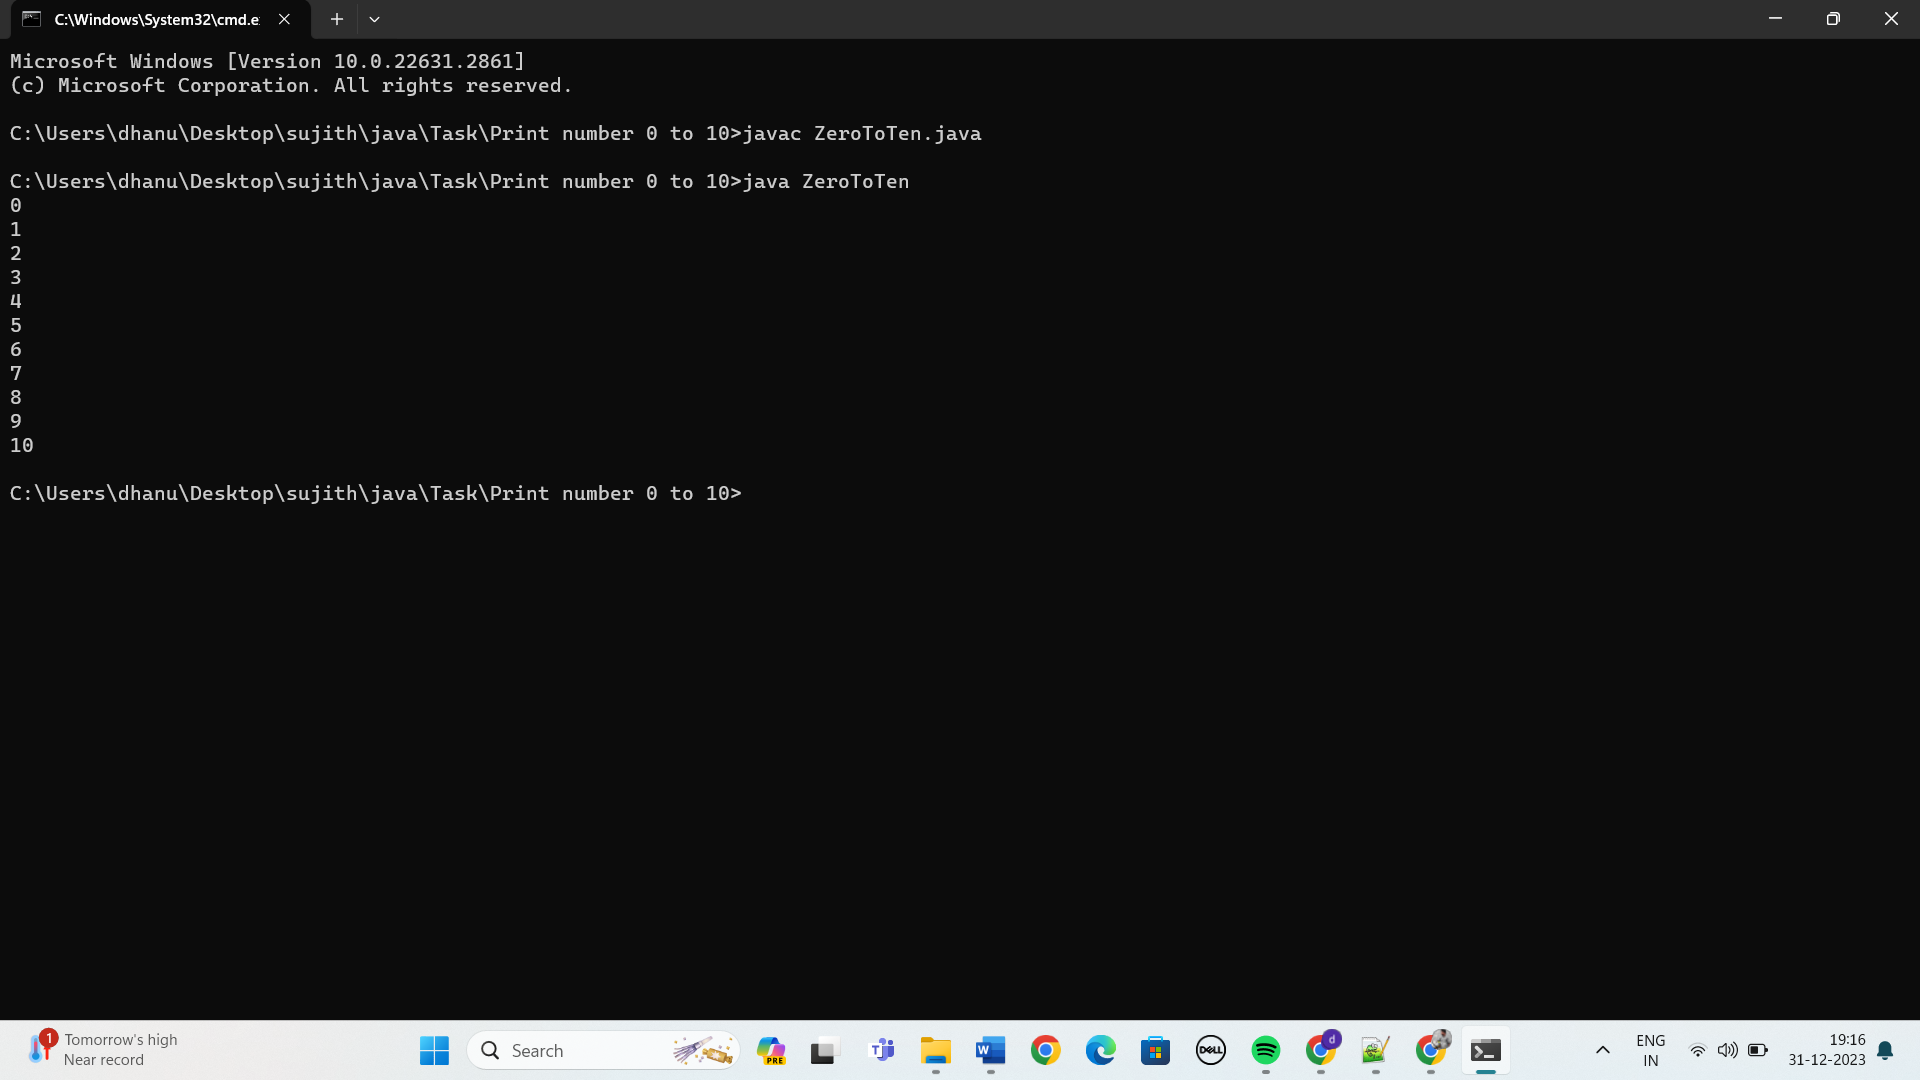 C:\Windows\System32\cmd.e
Microsoft Windows [Version 10.0.22631.2861]
(c) Microsoft Corporation. All rights reserved.
C:\Users\dhanu\Desktop\sujith\java\Task\Print number 0 to 10>javac ZeroToTen.java
C:\Users\dhanu\Desktop\sujith\java\Task\Print number 0 to 10>java ZeroToTen
0
1
2
3
4
5
6
7
8
9
10
C:\Users\dhanu\Desktop\sujith\java\Task\Print number 0 to 10>
1
Tomorrow's high
Near record
Search
PRE
T
W
DELL
d
ENG
IN
19:16
31-12-2023